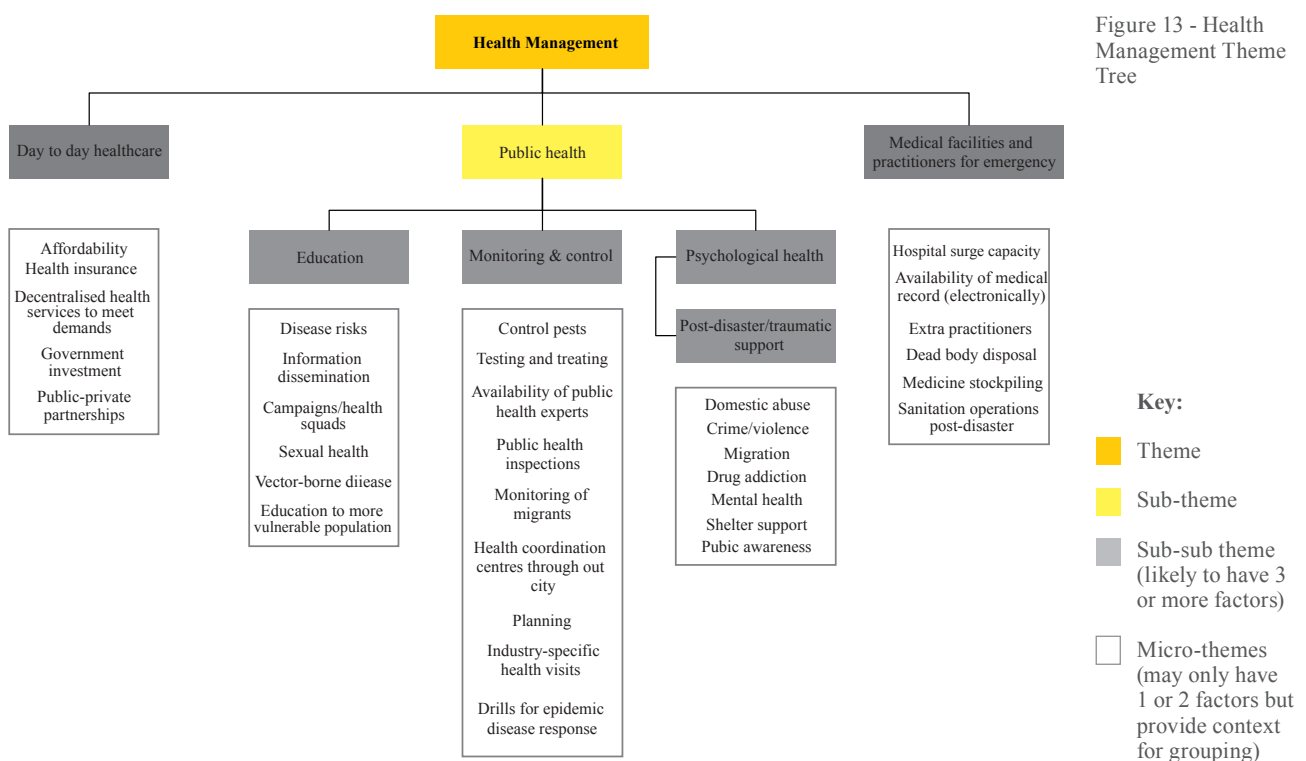 Figure 13 - Health
Management Theme
Tree
Health Management
Day to day healthcare
Public health
Medical facilities and
practitioners for emergency
Affordability
Health insurance
Decentralised health
services to meet
demands
Government
investment
Public-private
partnerships
Education
Disease risks
Information
dissemination
Campaigns/health
squads
Sexual health
Vector-borne diiease
Education to more
vulnerable population
Monitoring & control
Control pests
Testing and treating
Availability of public
health experts
Public health
inspections
Monitoring of
migrants
Health coordination
centres through out
city
Planning
Industry-specific
health visits
Drills for epidemic
disease response
Psychological health
Post-disaster/traumatic
support
Domestic abuse
Crime/violence
Migration
Drug addiction
Mental health
Shelter support
Pubic awareness
Hospital surge capacity
Availability of medical
record (electronically)
Extra practitioners
Dead body disposal
Medicine stockpiling
Sanitation operations
post-disaster
Key:
Theme
Sub-theme
Sub-sub theme
(likely to have 3
or more factors)
Micro-themes
(may only have
1 or 2 factors but
provide context
for grouping)